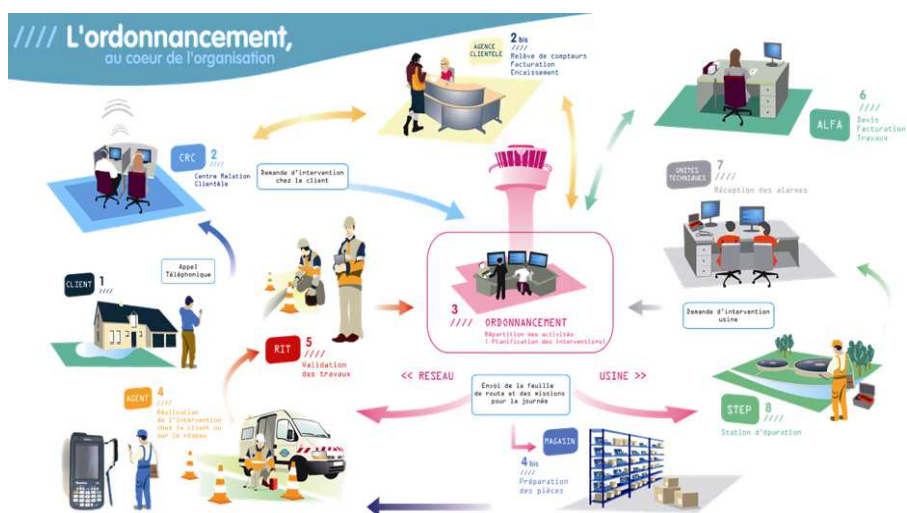 //// L'ordonnancement,
au coeur de l'organisation
AGENCE
CLIENTELE
2 bis
////
Relève de compteurs
Facturation
Encaissement
ALFA
6
////
Devis
Facturation
Travaux
CRC
2
////
Centre Relation
Clientèle
Demande d'intervention
chez le client
UNITES
TECHNIQUES
7
////
Réception des alarmes
Appel
Téléphonique
CLIENT
1
////
3
//// ORDONNANCEMENT
Répartition des activités
( Planification des interventions)
Demande d'intervention
usine
RIT
5
////
Validation
des travaux
<< RESEAU
USINE >>
Envoi de la feuille
de route et des missions
pour la journée
AGENT
4
////
Réalisation
de l'intervention
chez le client ou
sur le réseau
STEP
8
////
Station d'épuration
MAGASIN
4 bis
////
Préparation
des pièces